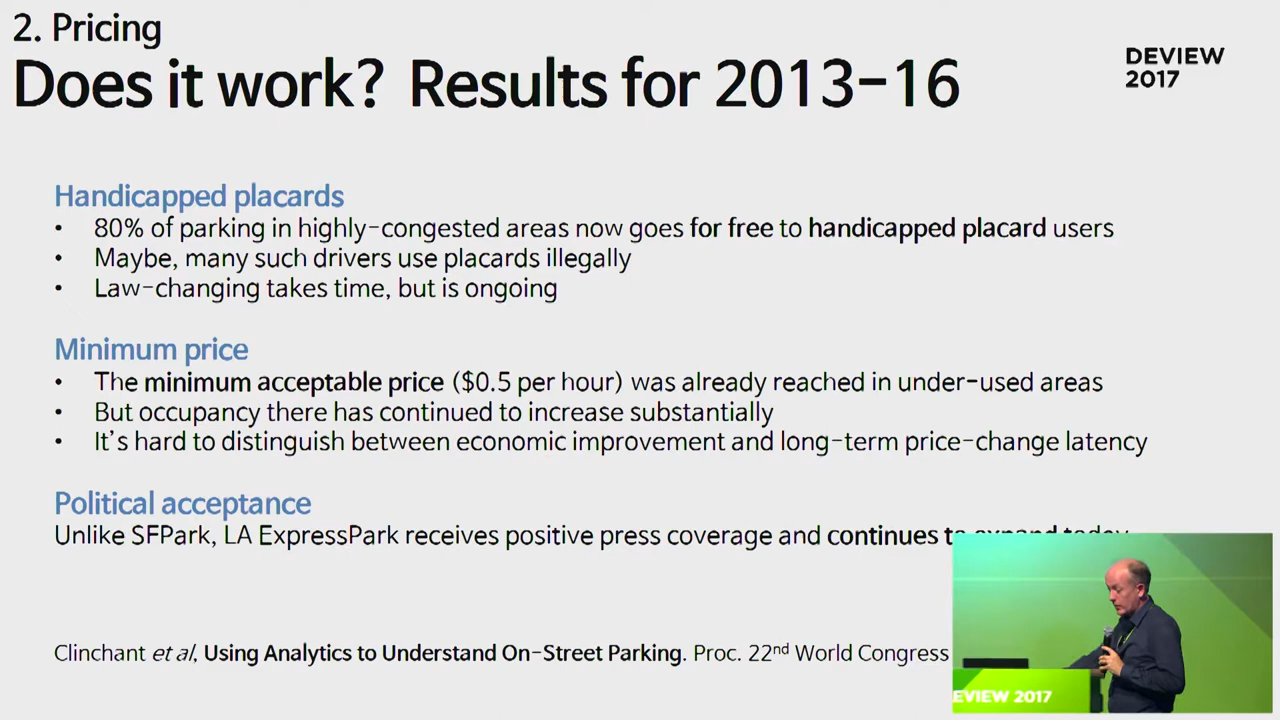 2. Pricing
Does it work? Results for 2013-16
DEVIEW
2017
Handicapped placards
• 80% of parking in highly-congested areas now goes for free to handicapped placard users
• Maybe, many such drivers use placards illegally
• Law-changing takes time, but is ongoing
Minimum price
• The minimum acceptable price ($0.5 per hour) was already reached in under-used areas
• But occupancy there has continued to increase substantially
• It's hard to distinguish between economic improvement and long-term price-change latency
Political acceptance
Unlike SFPark, LA ExpressPark receives positive press coverage and continues to expand today
Clinchant et al, Using Analytics to Understand On-Street Parking. Proc. 22nd World Congress
EVIEW 2017